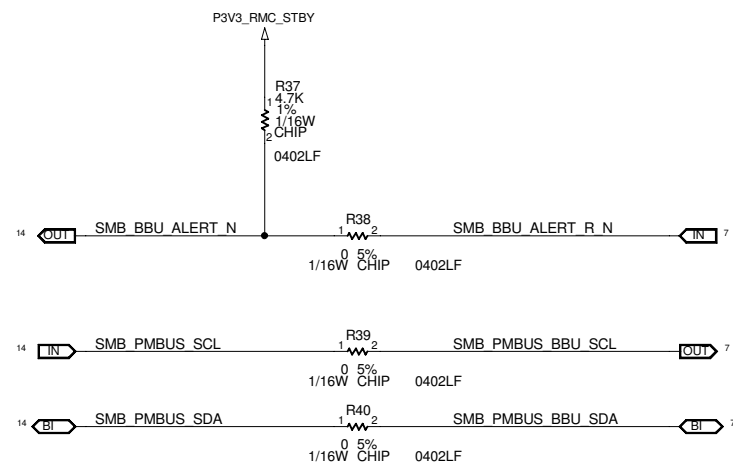 P3V3_RMC_STBY
R37
1 4.7K
1%
1/16W
2 CHIP
0402LF
14 OUT SMB_BBU_ALERT_N 1 R38 2 SMB_BBU_ALERT_R_N IN 7
0 5%
1/16W CHIP 0402LF
14 IN SMB_PMBUS_SCL 1 R39 2 SMB_PMBUS_BBU_SCL OUT 7
0 5%
1/16W CHIP 0402LF
14 BI SMB_PMBUS_SDA 1 R40 2 SMB_PMBUS_BBU_SDA BI 7
0 5%
1/16W CHIP 0402LF